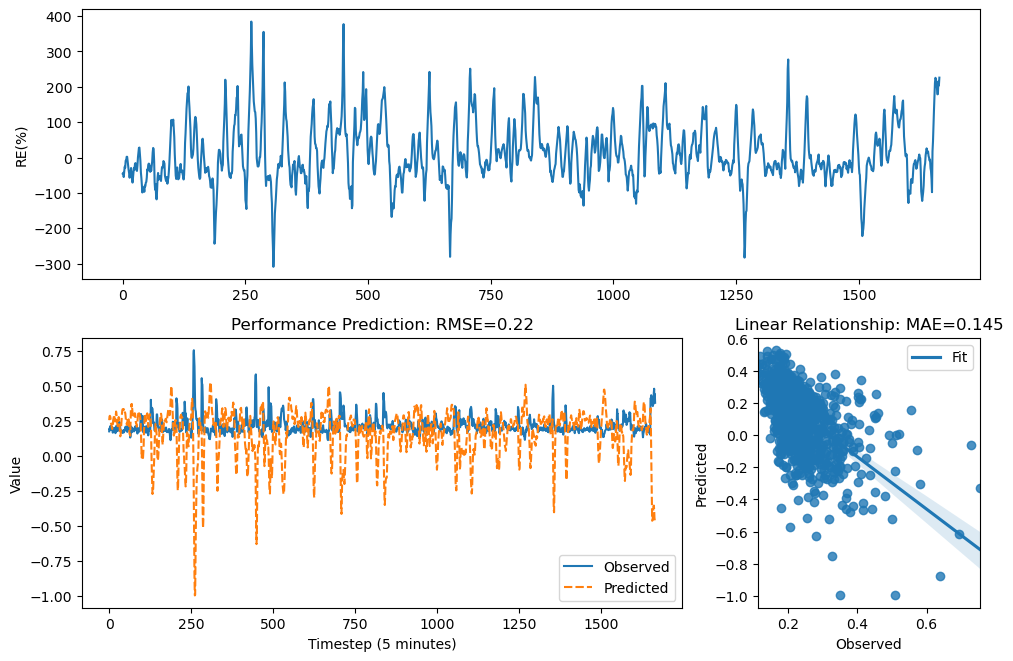 400
300
200
100
0
−100
−200
−300
RE(%)
0 250 500 750 1000 1250 1500
Performance Prediction: RMSE=0.22
0.75
0.50
0.25
0.00
−0.25
−0.50
−0.75
−1.00
Value
Observed
Predicted
0 250 500 750 1000 1250 1500
Timestep (5 minutes)
Linear Relationship: MAE=0.145
0.6
0.4
0.2
0.0
−0.2
−0.4
−0.6
−0.8
−1.0
Predicted
Fit
0.2 0.4 0.6
Observed